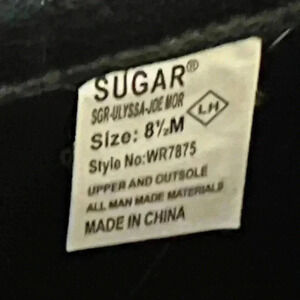 SUGAR®
SGR-ULYSSA-JOE MOR
LH
Size: 8½M
Style No:WR7875
UPPER AND OUTSOLE
ALL MAN MADE MATERIALS
MADE IN CHINA